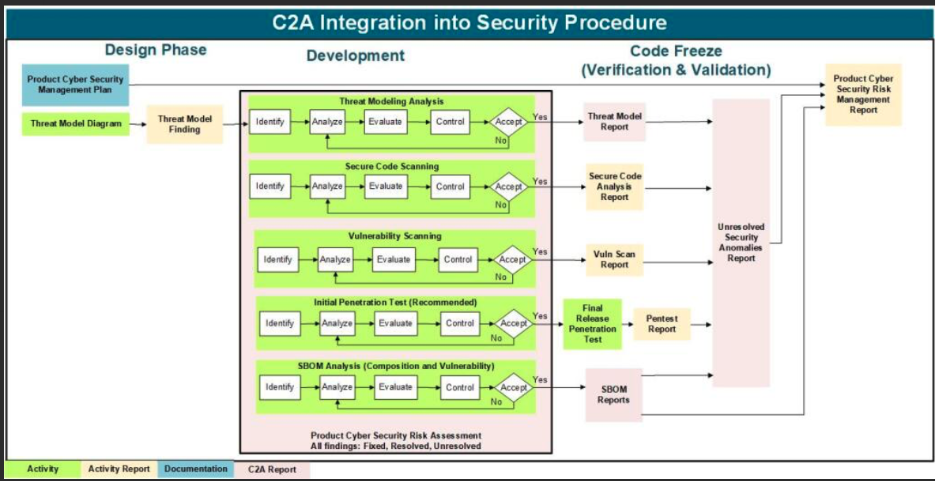 C2A Integration into Security Procedure
Design Phase
Development
Code Freeze
(Verification & Validation)
Product Cyber Security
Management Plan
Product Cyber
Security Risk
Management
Report
Threat Model Diagram
Threat Model
Finding
Threat Modeling Analysis
Identify
Analyze
Evaluate
Control
Accept
Yes
No
Threat Model
Report
Secure Code Scanning
Identify
Analyze
Evaluate
Control
Accept
Yes
No
Secure Code
Analysis
Report
Vulnerability Scanning
Identify
Analyze
Evaluate
Control
Accept
Yes
No
Vuln Scan
Report
Unresolved
Security
Anomalies
Report
Initial Penetration Test (Recommended)
Identify
Analyze
Evaluate
Control
Accept
Yes
No
Final
Release
Penetration
Test
Pentest
Report
SBOM Analysis (Composition and Vulnerability)
Identify
Analyze
Evaluate
Control
Accept
Yes
No
SBOM
Reports
Product Cyber Security Risk Assessment
All findings: Fixed, Resolved, Unresolved
Activity
Activity Report
Documentation
C2A Report